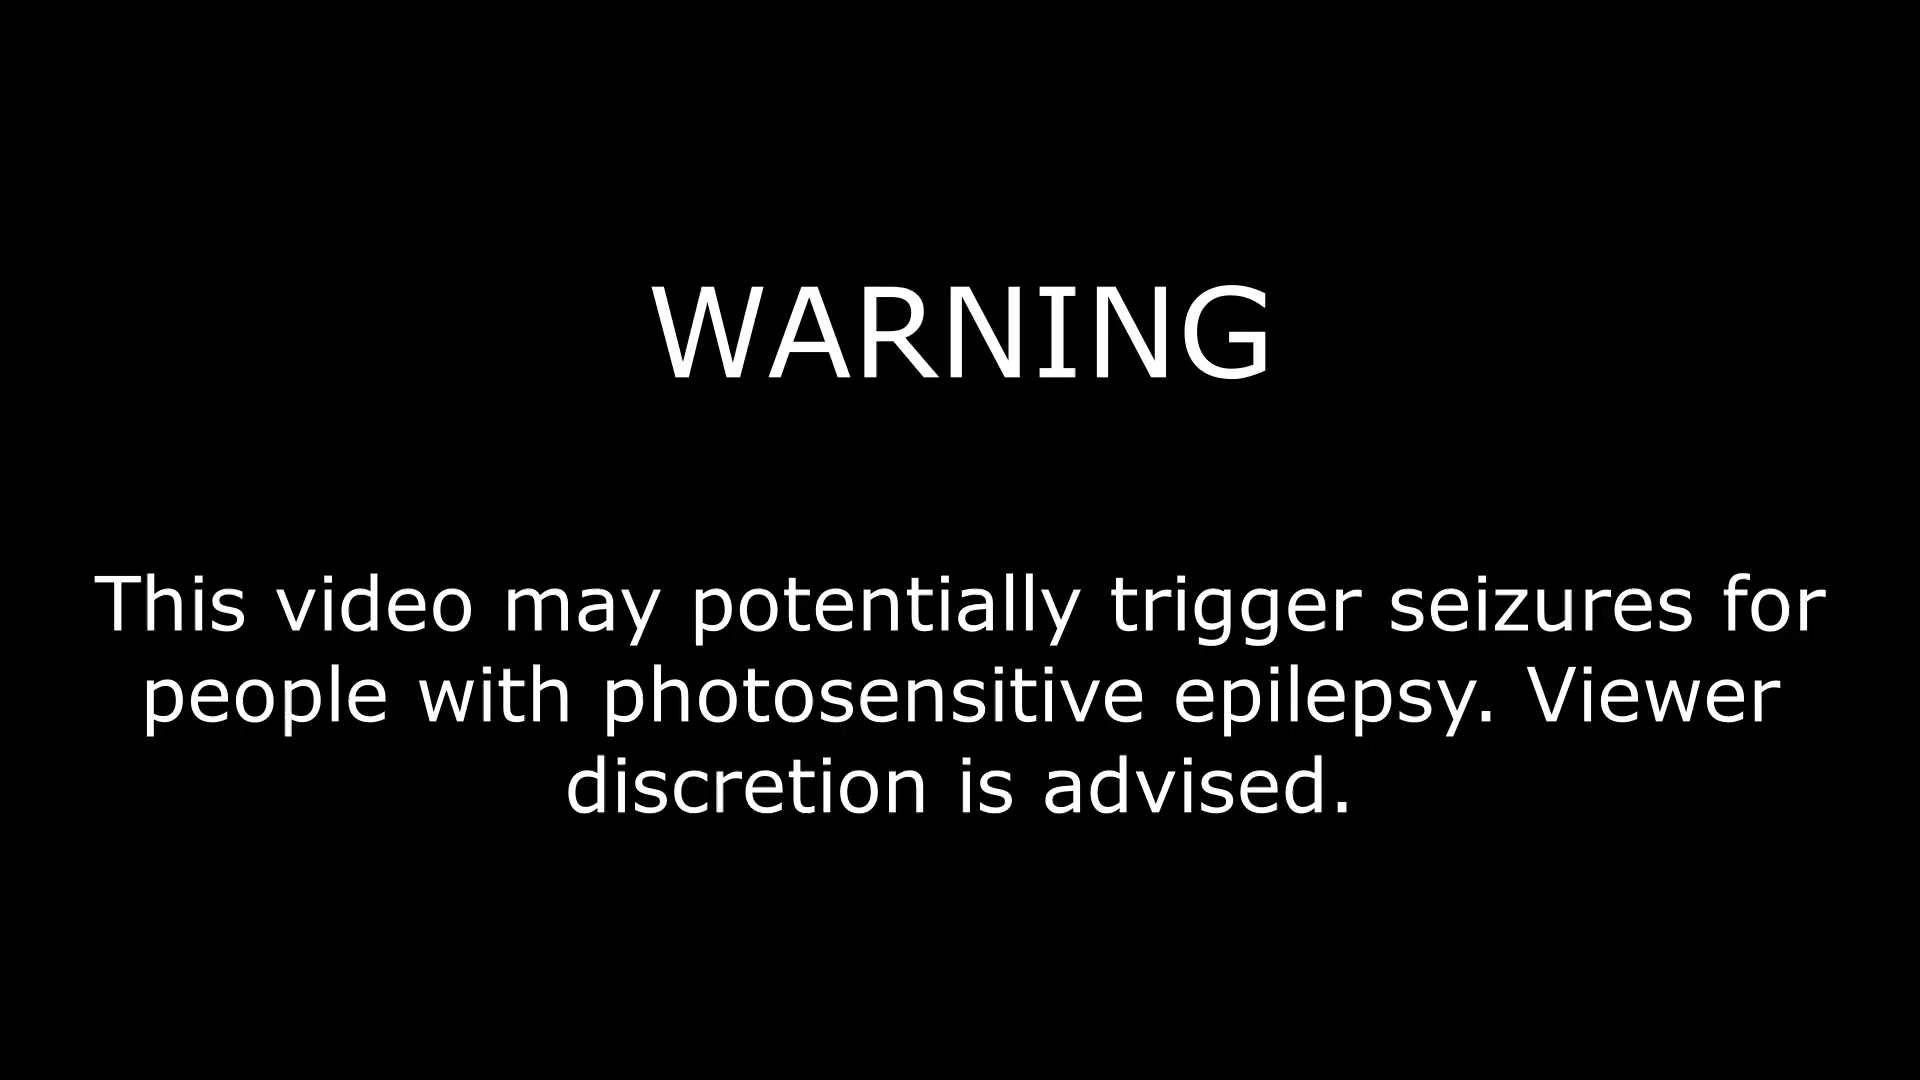 WARNING
This video may potentially trigger seizures for
people with photosensitive epilepsy. Viewer
discretion is advised.